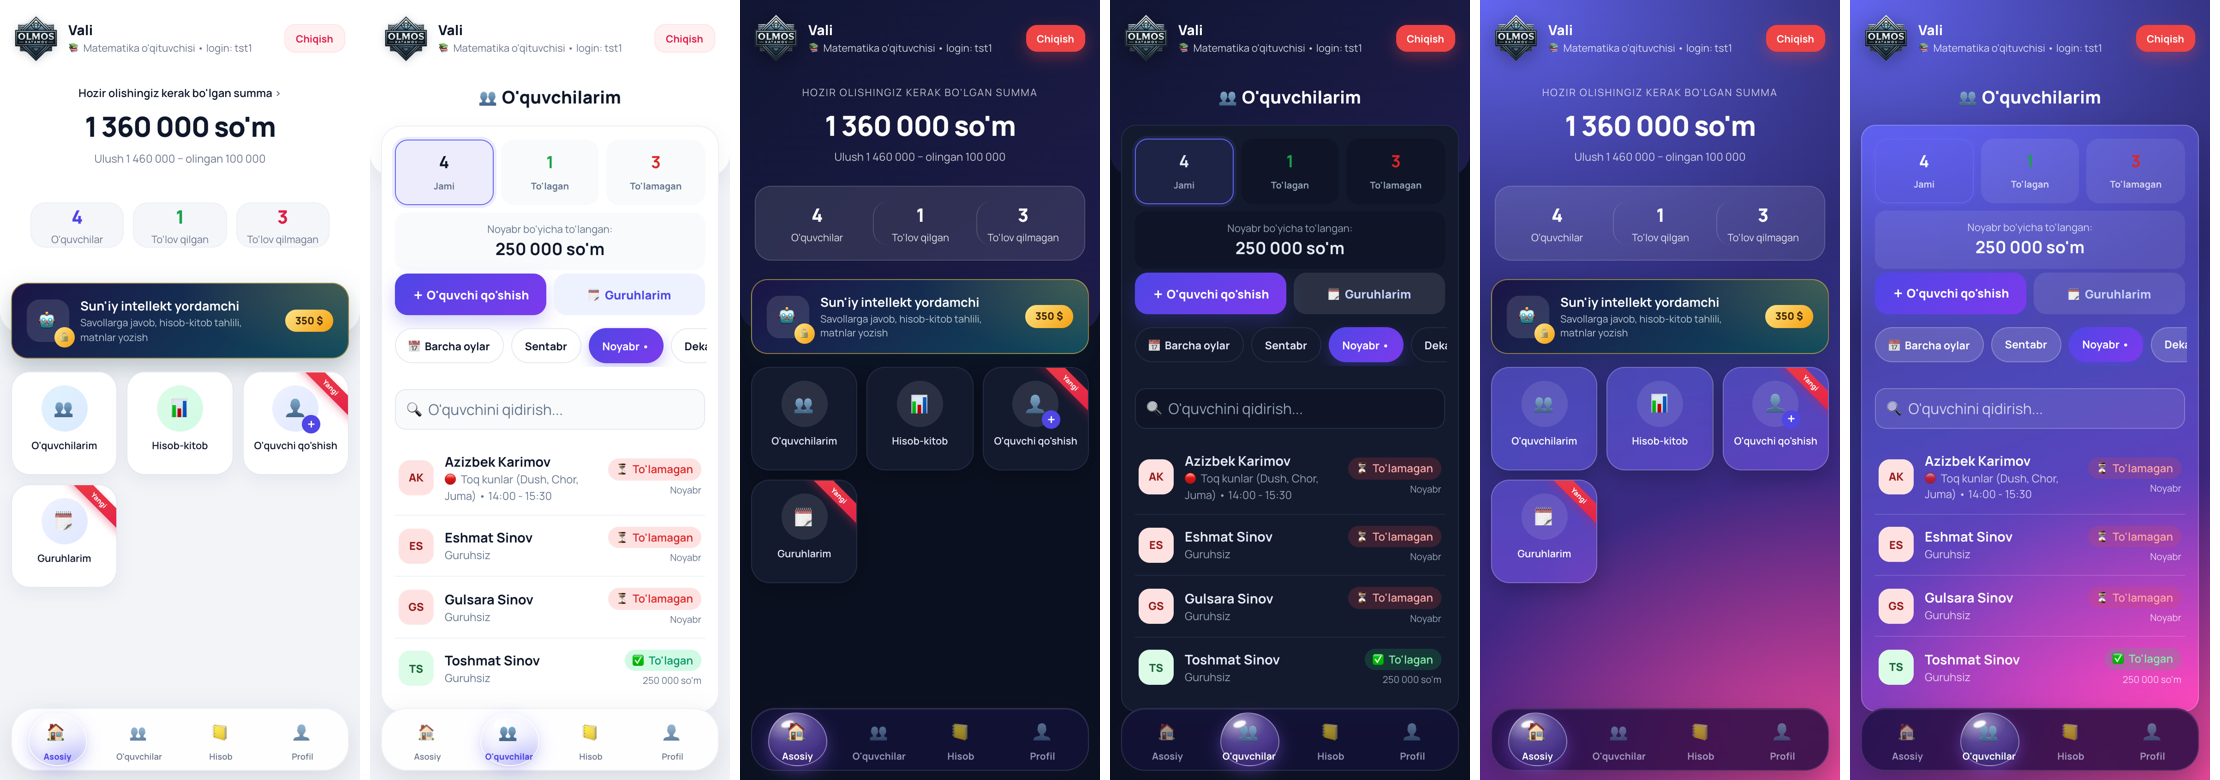 OLMOS
Vali
Matematika o'qituvchisi • login: tst1
Chiqish
Hozir olishingiz kerak bo'lgan summa ›
1 360 000 so'm
Ulush 1 460 000 – olingan 100 000
4
O'quvchilar
1
To'lov qilgan
3
To'lov qilmagan
Sun'iy intellekt yordamchi
Savollarga javob, hisob-kitob tahlili,
matnlar yozish
350 $
O'quvchilarim
Hisob-kitob
Yangi
O'quvchi qo'shish
Yangi
Guruhlarim
Asosiy
O'quvchilar
Hisob
Profil
OLMOS
Vali
Matematika o'qituvchisi • login: tst1
Chiqish
O'quvchilarim
4
Jami
1
To'lagan
3
To'lamagan
Noyabr bo'yicha to'langan:
250 000 so'm
+ O'quvchi qo'shish
Guruhlarim
Barcha oylar
Sentabr
Noyabr •
Deka
O'quvchini qidirish...
AK
Azizbek Karimov
Toq kunlar (Dush, Chor,
Juma) • 14:00 - 15:30
To'lamagan
Noyabr
ES
Eshmat Sinov
Guruhsiz
To'lamagan
Noyabr
GS
Gulsara Sinov
Guruhsiz
To'lamagan
Noyabr
TS
Toshmat Sinov
Guruhsiz
To'lagan
250 000 so'm
Asosiy
O'quvchilar
Hisob
Profil
OLMOS
Vali
Matematika o'qituvchisi • login: tst1
Chiqish
HOZIR OLISHINGIZ KERAK BO'LGAN SUMMA
1 360 000 so'm
Ulush 1 460 000 – olingan 100 000
4
O'quvchilar
1
To'lov qilgan
3
To'lov qilmagan
Sun'iy intellekt yordamchi
Savollarga javob, hisob-kitob tahlili,
matnlar yozish
350 $
O'quvchilarim
Hisob-kitob
Yangi
O'quvchi qo'shish
Yangi
Guruhlarim
Asosiy
O'quvchilar
Hisob
Profil
OLMOS
Vali
Matematika o'qituvchisi • login: tst1
Chiqish
O'quvchilarim
4
Jami
1
To'lagan
3
To'lamagan
Noyabr bo'yicha to'langan:
250 000 so'm
+ O'quvchi qo'shish
Guruhlarim
Barcha oylar
Sentabr
Noyabr •
Deka
O'quvchini qidirish...
AK
Azizbek Karimov
Toq kunlar (Dush, Chor,
Juma) • 14:00 - 15:30
To'lamagan
Noyabr
ES
Eshmat Sinov
Guruhsiz
To'lamagan
Noyabr
GS
Gulsara Sinov
Guruhsiz
To'lamagan
Noyabr
TS
Toshmat Sinov
Guruhsiz
To'lagan
250 000 so'm
Asosiy
O'quvchilar
Hisob
Profil
OLMOS
Vali
Matematika o'qituvchisi • login: tst1
Chiqish
HOZIR OLISHINGIZ KERAK BO'LGAN SUMMA
1 360 000 so'm
Ulush 1 460 000 – olingan 100 000
4
O'quvchilar
1
To'lov qilgan
3
To'lov qilmagan
Sun'iy intellekt yordamchi
Savollarga javob, hisob-kitob tahlili,
matnlar yozish
350 $
O'quvchilarim
Hisob-kitob
Yangi
O'quvchi qo'shish
Yangi
Guruhlarim
Asosiy
O'quvchilar
Hisob
Profil
OLMOS
Vali
Matematika o'qituvchisi • login: tst1
Chiqish
O'quvchilarim
4
Jami
1
To'lagan
3
To'lamagan
Noyabr bo'yicha to'langan:
250 000 so'm
+ O'quvchi qo'shish
Guruhlarim
Barcha oylar
Sentabr
Noyabr •
Deka
O'quvchini qidirish...
AK
Azizbek Karimov
Toq kunlar (Dush, Chor,
Juma) • 14:00 - 15:30
To'lamagan
Noyabr
ES
Eshmat Sinov
Guruhsiz
To'lamagan
Noyabr
GS
Gulsara Sinov
Guruhsiz
To'lamagan
Noyabr
TS
Toshmat Sinov
Guruhsiz
To'lagan
250 000 so'm
Asosiy
O'quvchilar
Hisob
Profil